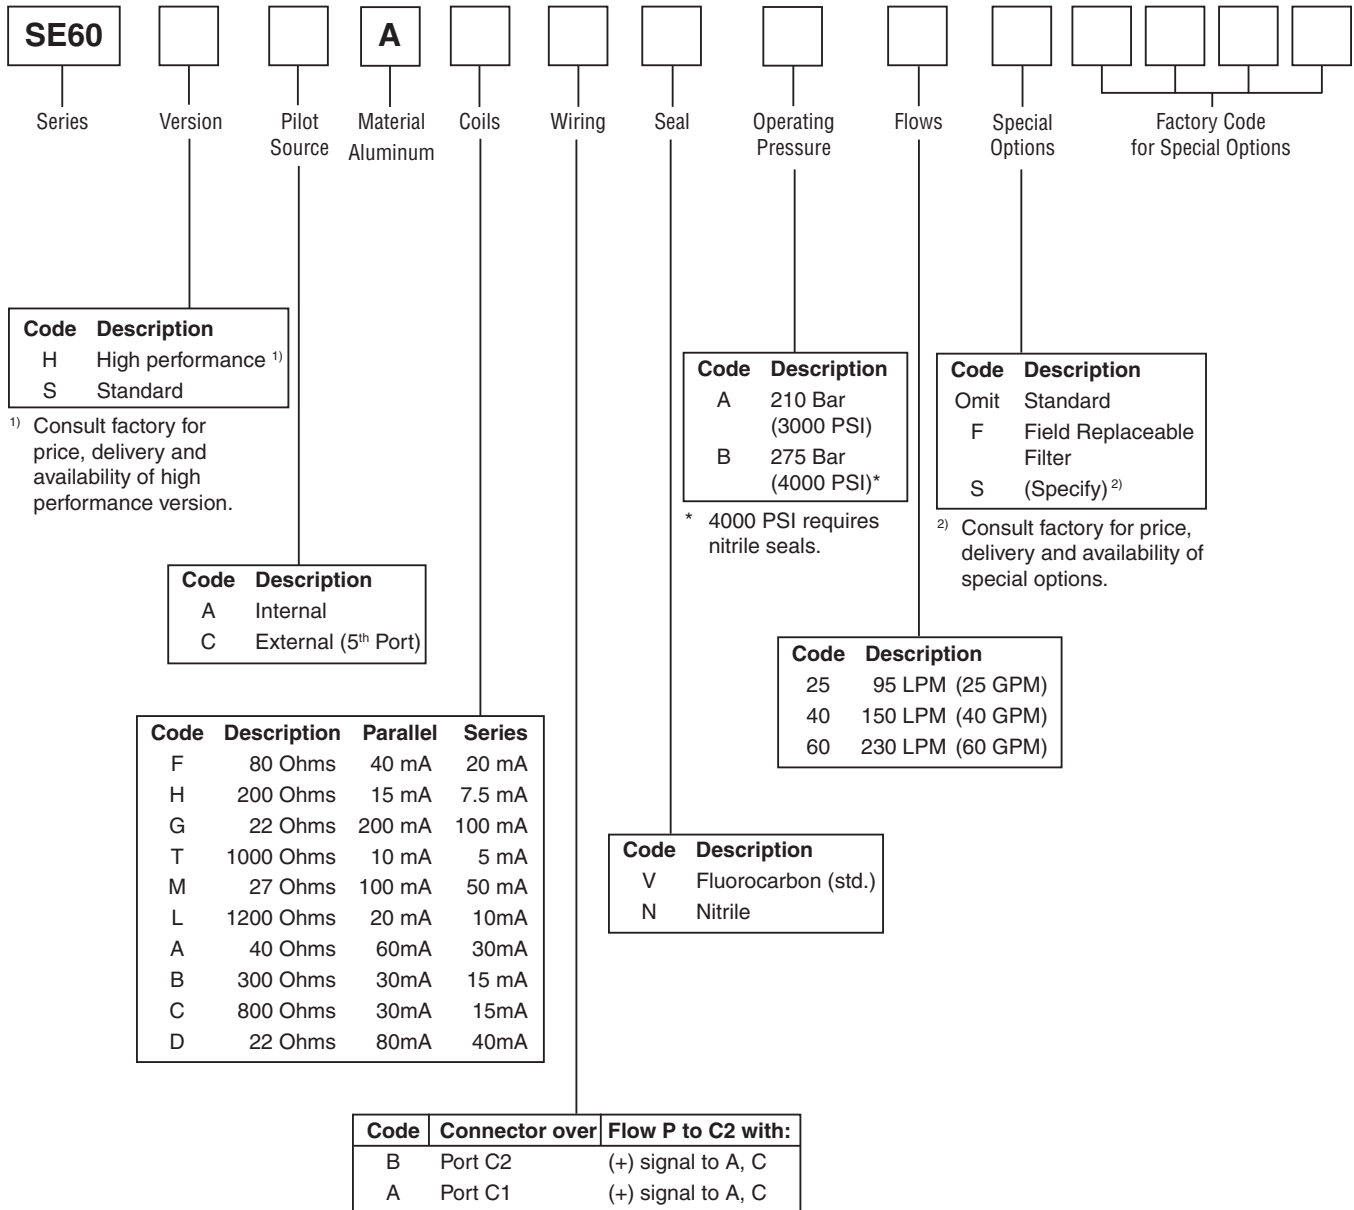 SE60 A
Series Version Pilot Source Material Aluminum Coils Wiring Seal Operating Pressure Flows Special Options Factory Code for Special Options
Code Description
H High performance 1)
S Standard
1) Consult factory for
price, delivery and
availability of high
performance version.
Code Description
A Internal
C External (5th Port)
Code Description Parallel Series
F 80 Ohms 40 mA 20 mA
H 200 Ohms 15 mA 7.5 mA
G 22 Ohms 200 mA 100 mA
T 1000 Ohms 10 mA 5 mA
M 27 Ohms 100 mA 50 mA
L 1200 Ohms 20 mA 10mA
A 40 Ohms 60mA 30mA
B 300 Ohms 30mA 15 mA
C 800 Ohms 30mA 15mA
D 22 Ohms 80mA 40mA
Code Connector over Flow P to C2 with:
B Port C2 (+) signal to A, C
A Port C1 (+) signal to A, C
Code Description
V Fluorocarbon (std.)
N Nitrile
Code Description
A 210 Bar
(3000 PSI)
B 275 Bar
(4000 PSI)*
* 4000 PSI requires
nitrile seals.
Code Description
25 95 LPM (25 GPM)
40 150 LPM (40 GPM)
60 230 LPM (60 GPM)
Code Description
Omit Standard
F Field Replaceable
Filter
S (Specify) 2)
2) Consult factory for price,
delivery and availability of
special options.